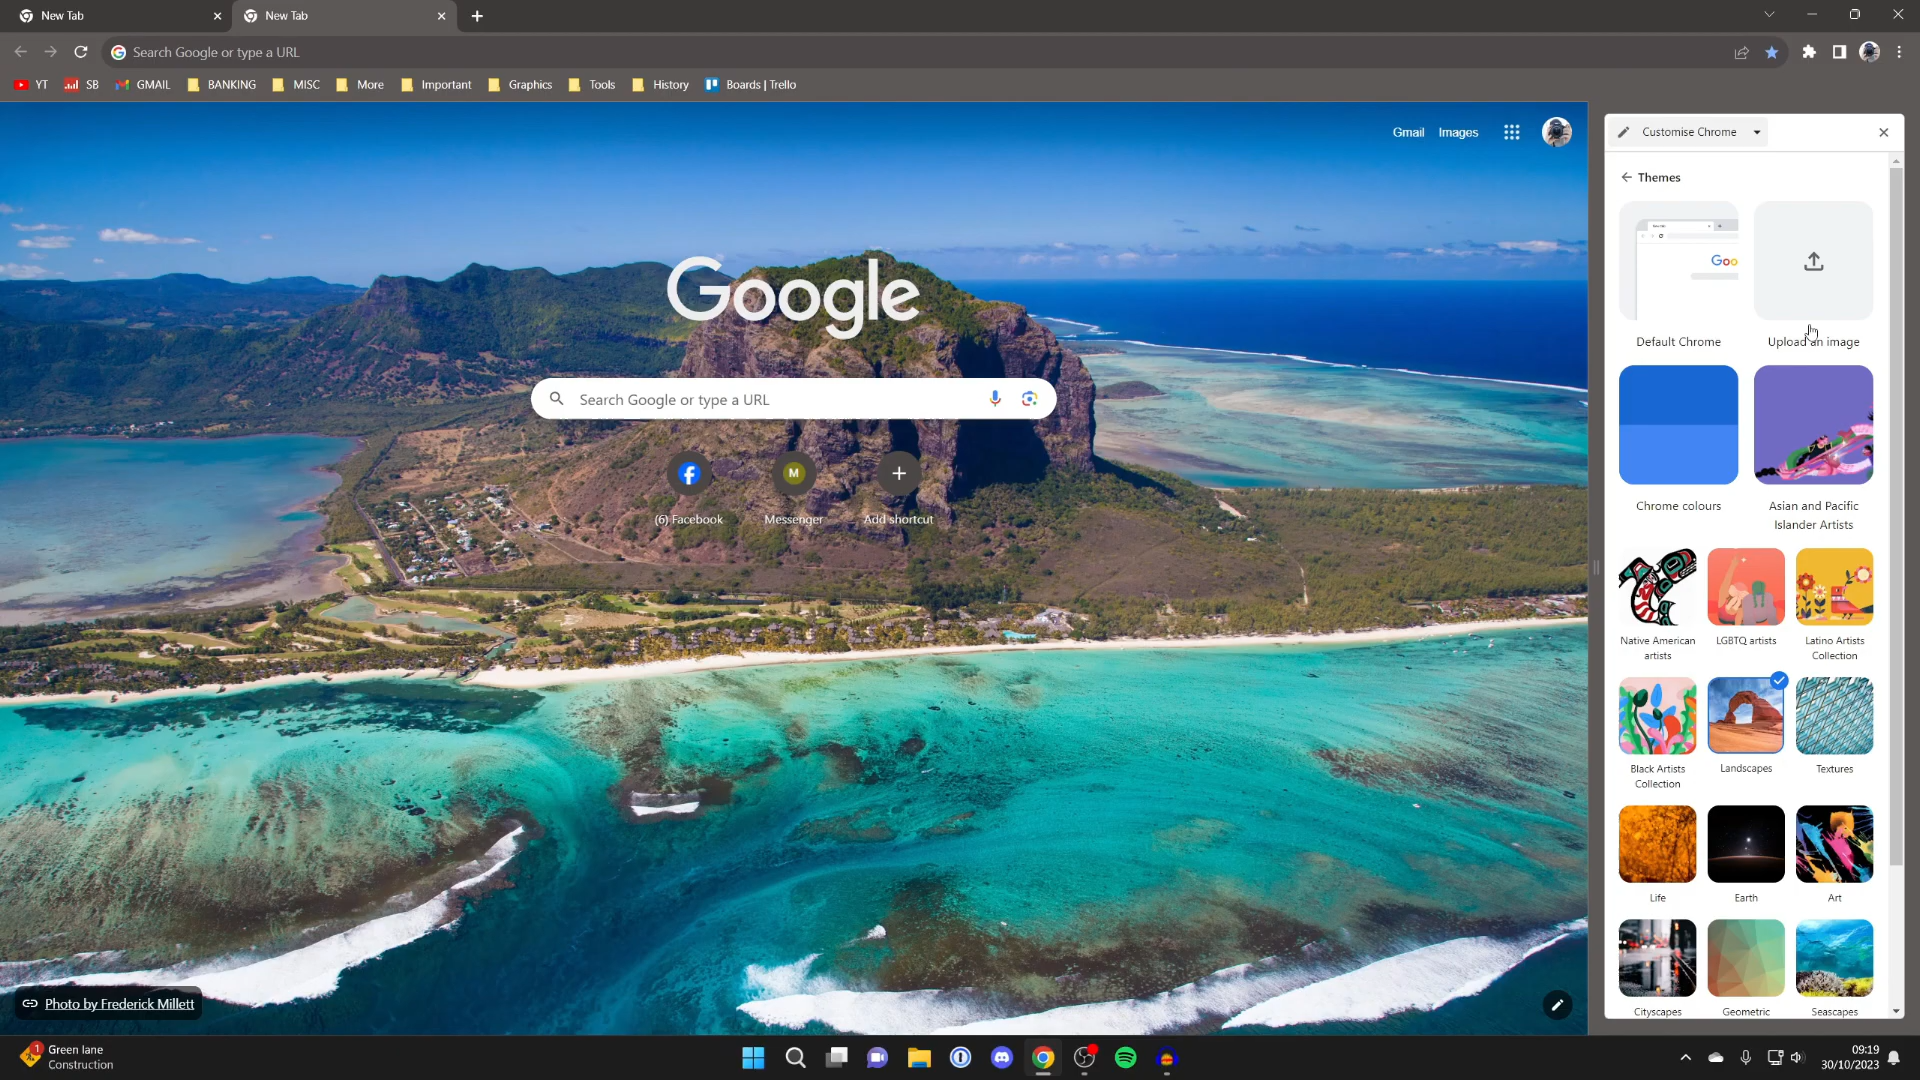 New Tab
New Tab
Search Google or type a URL
YT
SB
GMAIL
BANKING
MISC
More
Important
Graphics
Tools
History
Boards | Trello
Gmail
Images
Customise Chrome
Themes
Goo
Default Chrome
Upload an image
Google
Search Google or type a URL
Chrome colours
Asian and Pacific
Islander Artists
M
(6) Facebook
Messenger
Add shortcut
Native American
artists
LGBTQ artists
Latino Artists
Collection
Black Artists
Collection
Landscapes
Textures
Life
Earth
Art
Cityscapes
Geometric
Seascapes
Photo by Frederick Millett
1
Green lane
Construction
09:19
30/10/2023